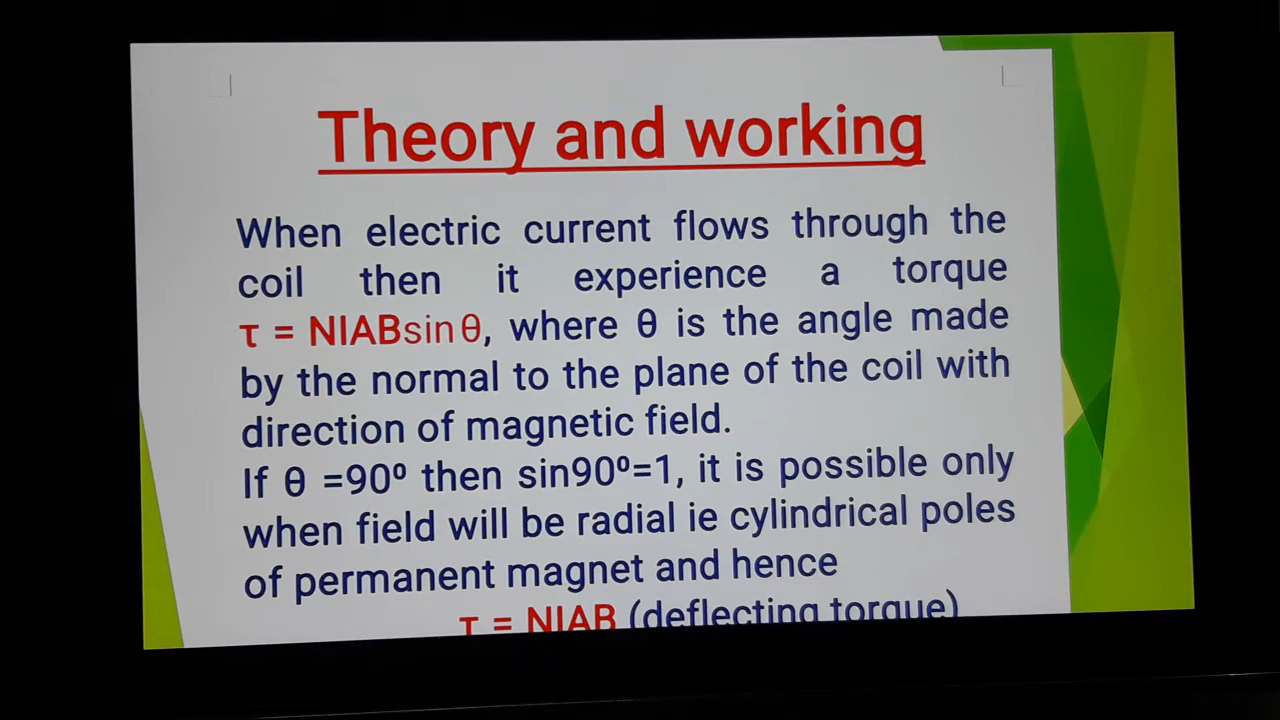 Theory and working
When electric current flows through the
coil then it experience a torque
τ = NIABsinθ, where θ is the angle made
by the normal to the plane of the coil with
direction of magnetic field.
If θ =90⁰ then sin90⁰=1, it is possible only
when field will be radial ie cylindrical poles
of permanent magnet and hence
τ = NIAB (deflecting torque)